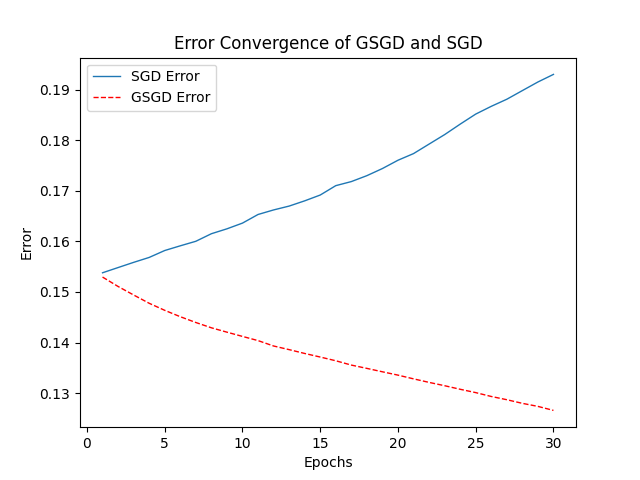 Error Convergence of GSGD and SGD
SGD Error
GSGD Error
0.19
0.18
0.17
0.16
0.15
0.14
0.13
Error
0 5 10 15 20 25 30
Epochs